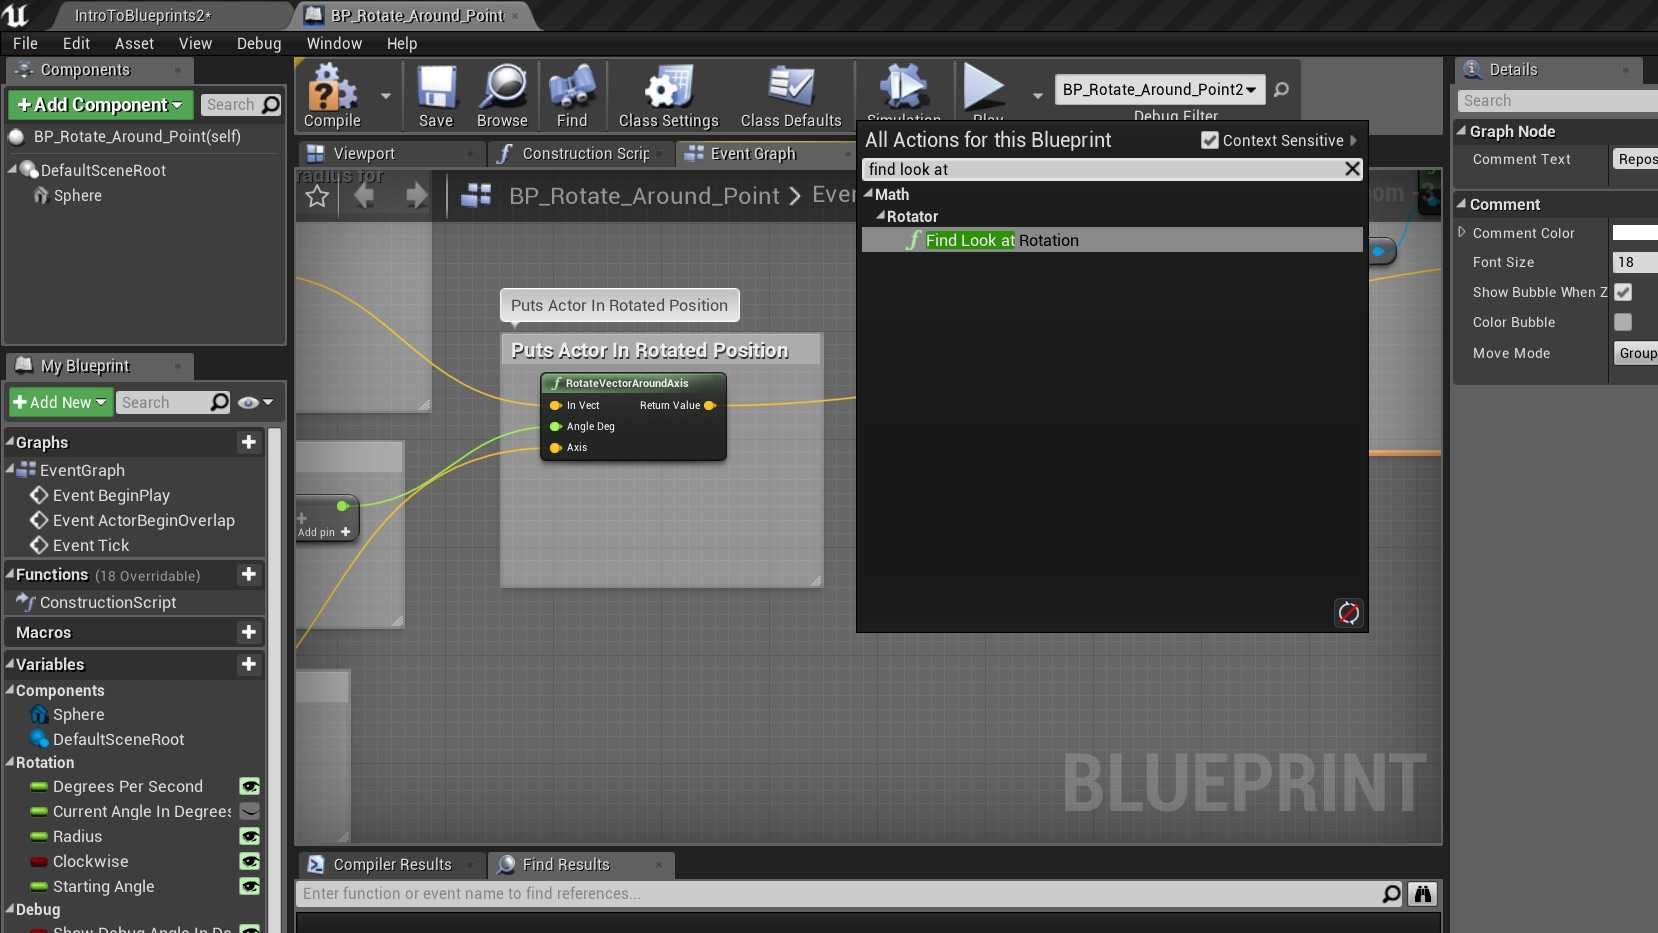 IntroToBlueprints2*
BP_Rotate_Around_Point
File Edit Asset View Debug Window Help
Components
+Add Component
Search
BP_Rotate_Around_Point(self)
DefaultSceneRoot
Sphere
My Blueprint
+Add New
Search
Graphs
EventGraph
Event BeginPlay
Event ActorBeginOverlap
Event Tick
Functions (18 Overridable)
ConstructionScript
Macros
Variables
Components
Sphere
DefaultSceneRoot
Rotation
Degrees Per Second
Current Angle In Degrees
Radius
Clockwise
Starting Angle
Debug
Show Debug Angle In De
Compile
Save
Browse
Find
Class Settings
Class Defaults
Simulation
Play
BP_Rotate_Around_Point2
Debug Filter
Viewport
Construction Scrip
Event Graph
radius for
BP_Rotate_Around_Point > Ever
oom -3
Puts Actor In Rotated Position
Puts Actor In Rotated Position
RotateVectorAroundAxis
In Vect Return Value
Angle Deg
Axis
Add pin +
All Actions for this Blueprint
Context Sensitive
find look at
Math
Rotator
Find Look at Rotation
BLUEPRINT
Compiler Results
Find Results
Enter function or event name to find references...
Details
Search
Graph Node
Comment Text Repos
Comment
Comment Color
Font Size 18
Show Bubble When Z
Color Bubble
Move Mode Group